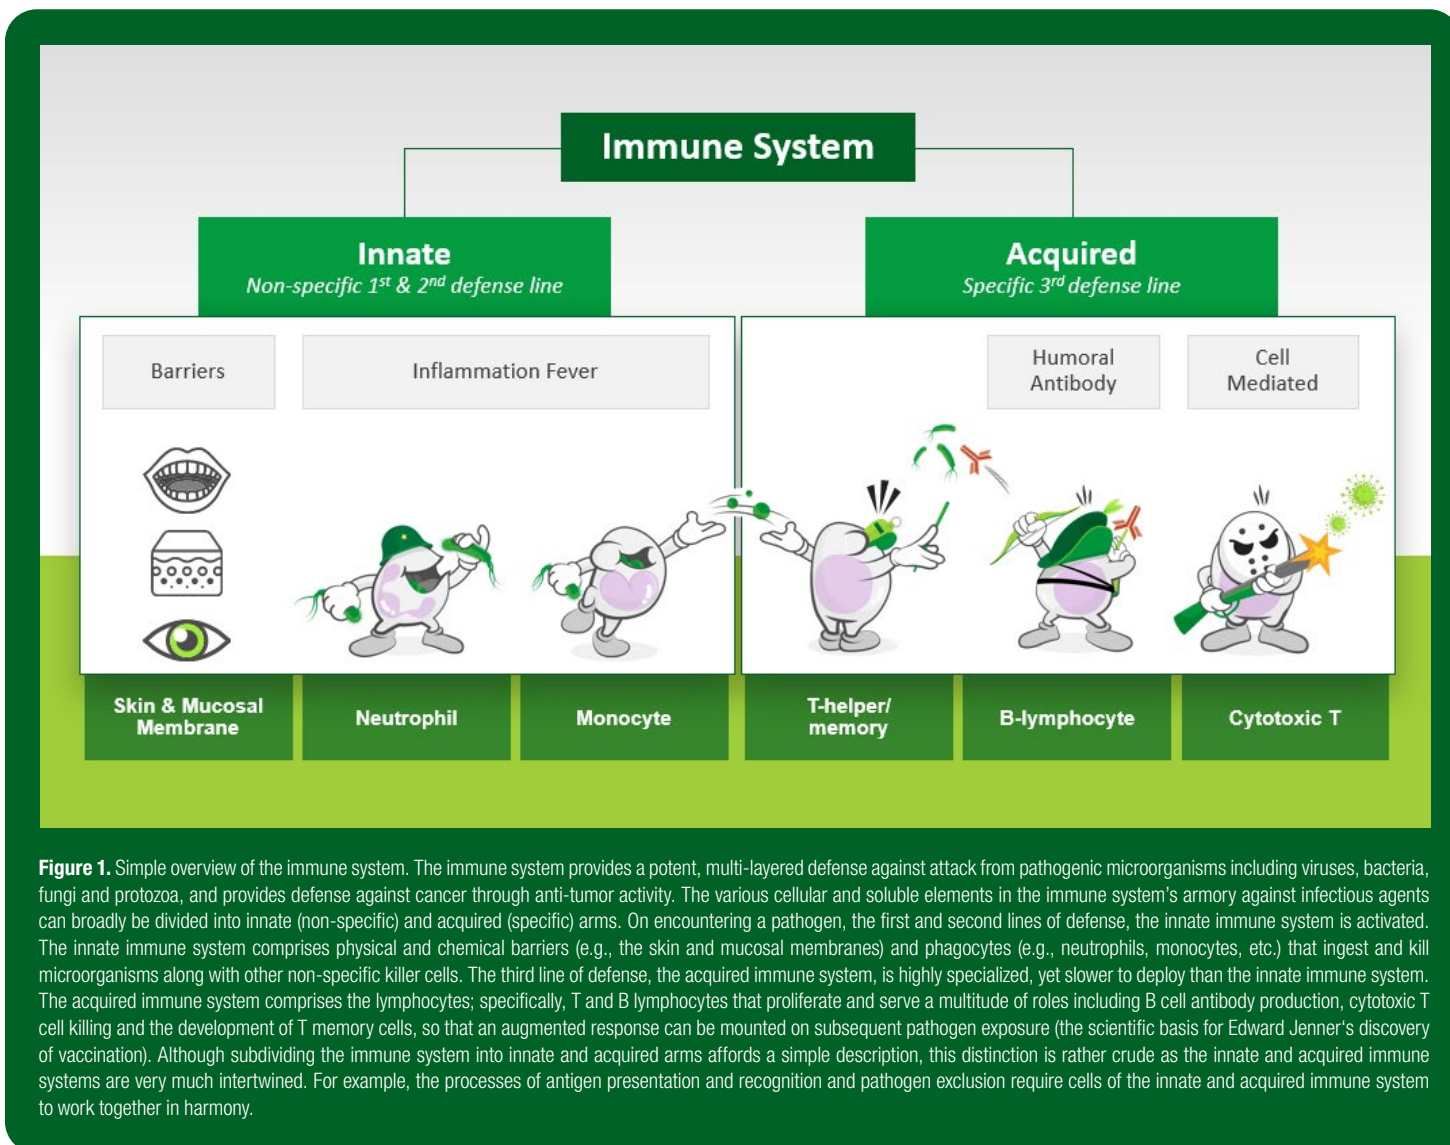 Immune System
Innate
Non-specific 1st & 2nd defense line
Acquired
Specific 3rd defense line
Barriers
Inflammation Fever
Humoral
Antibody
Cell
Mediated
Skin & Mucosal
Membrane
Neutrophil
Monocyte
T-helper/
memory
B-lymphocyte
Cytotoxic T
Figure 1. Simple overview of the immune system. The immune system provides a potent, multi-layered defense against attack from pathogenic microorganisms including viruses, bacteria,
fungi and protozoa, and provides defense against cancer through anti-tumor activity. The various cellular and soluble elements in the immune system's armory against infectious agents
can broadly be divided into innate (non-specific) and acquired (specific) arms. On encountering a pathogen, the first and second lines of defense, the innate immune system is activated.
The innate immune system comprises physical and chemical barriers (e.g., the skin and mucosal membranes) and phagocytes (e.g., neutrophils, monocytes, etc.) that ingest and kill
microorganisms along with other non-specific killer cells. The third line of defense, the acquired immune system, is highly specialized, yet slower to deploy than the innate immune system.
The acquired immune system comprises the lymphocytes; specifically, T and B lymphocytes that proliferate and serve a multitude of roles including B cell antibody production, cytotoxic T
cell killing and the development of T memory cells, so that an augmented response can be mounted on subsequent pathogen exposure (the scientific basis for Edward Jenner's discovery
of vaccination). Although subdividing the immune system into innate and acquired arms affords a simple description, this distinction is rather crude as the innate and acquired immune
systems are very much intertwined. For example, the processes of antigen presentation and recognition and pathogen exclusion require cells of the innate and acquired immune system
to work together in harmony.